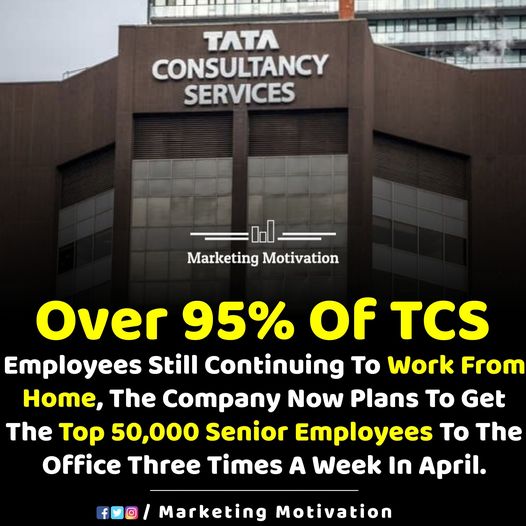 TATA
CONSULTANCY
SERVICES
Marketing Motivation
Over 95% Of TCS
Employees Still Continuing To Work From
Home, The Company Now Plans To Get
The Top 50,000 Senior Employees To The
Office Three Times A Week In April.
/ Marketing Motivation